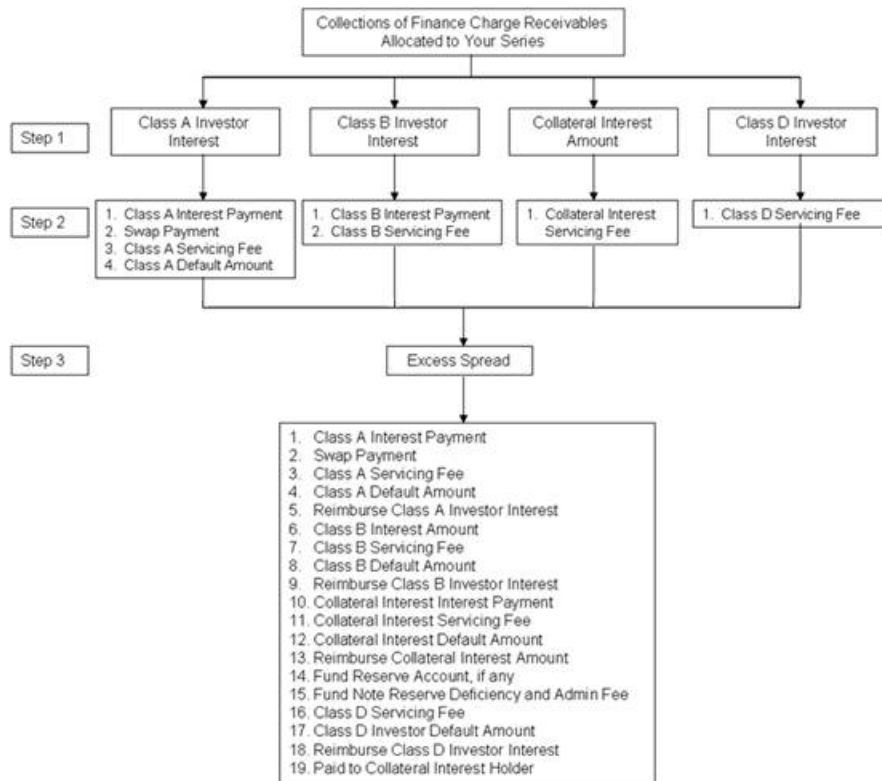 Collections of Finance Charge Receivables
Allocated to Your Series
Step 1
Class A Investor
Interest
Class B Investor
Interest
Collateral Interest
Amount
Class D Investor
Interest
Step 2
1. Class A Interest Payment
2. Swap Payment
3. Class A Servicing Fee
4. Class A Default Amount
1. Class B Interest Payment
2. Class B Servicing Fee
1. Collateral Interest
Servicing Fee
1. Class D Servicing Fee
Step 3
Excess Spread
1. Class A Interest Payment
2. Swap Payment
3. Class A Servicing Fee
4. Class A Default Amount
5. Reimburse Class A Investor Interest
6. Class B Interest Amount
7. Class B Servicing Fee
8. Class B Default Amount
9. Reimburse Class B Investor Interest
10. Collateral Interest Interest Payment
11. Collateral Interest Servicing Fee
12. Collateral Interest Default Amount
13. Reimburse Collateral Interest Amount
14. Fund Reserve Account, if any
15. Fund Note Reserve Deficiency and Admin Fee
16. Class D Servicing Fee
17. Class D Investor Default Amount
18. Reimburse Class D Investor Interest
19. Paid to Collateral Interest Holder